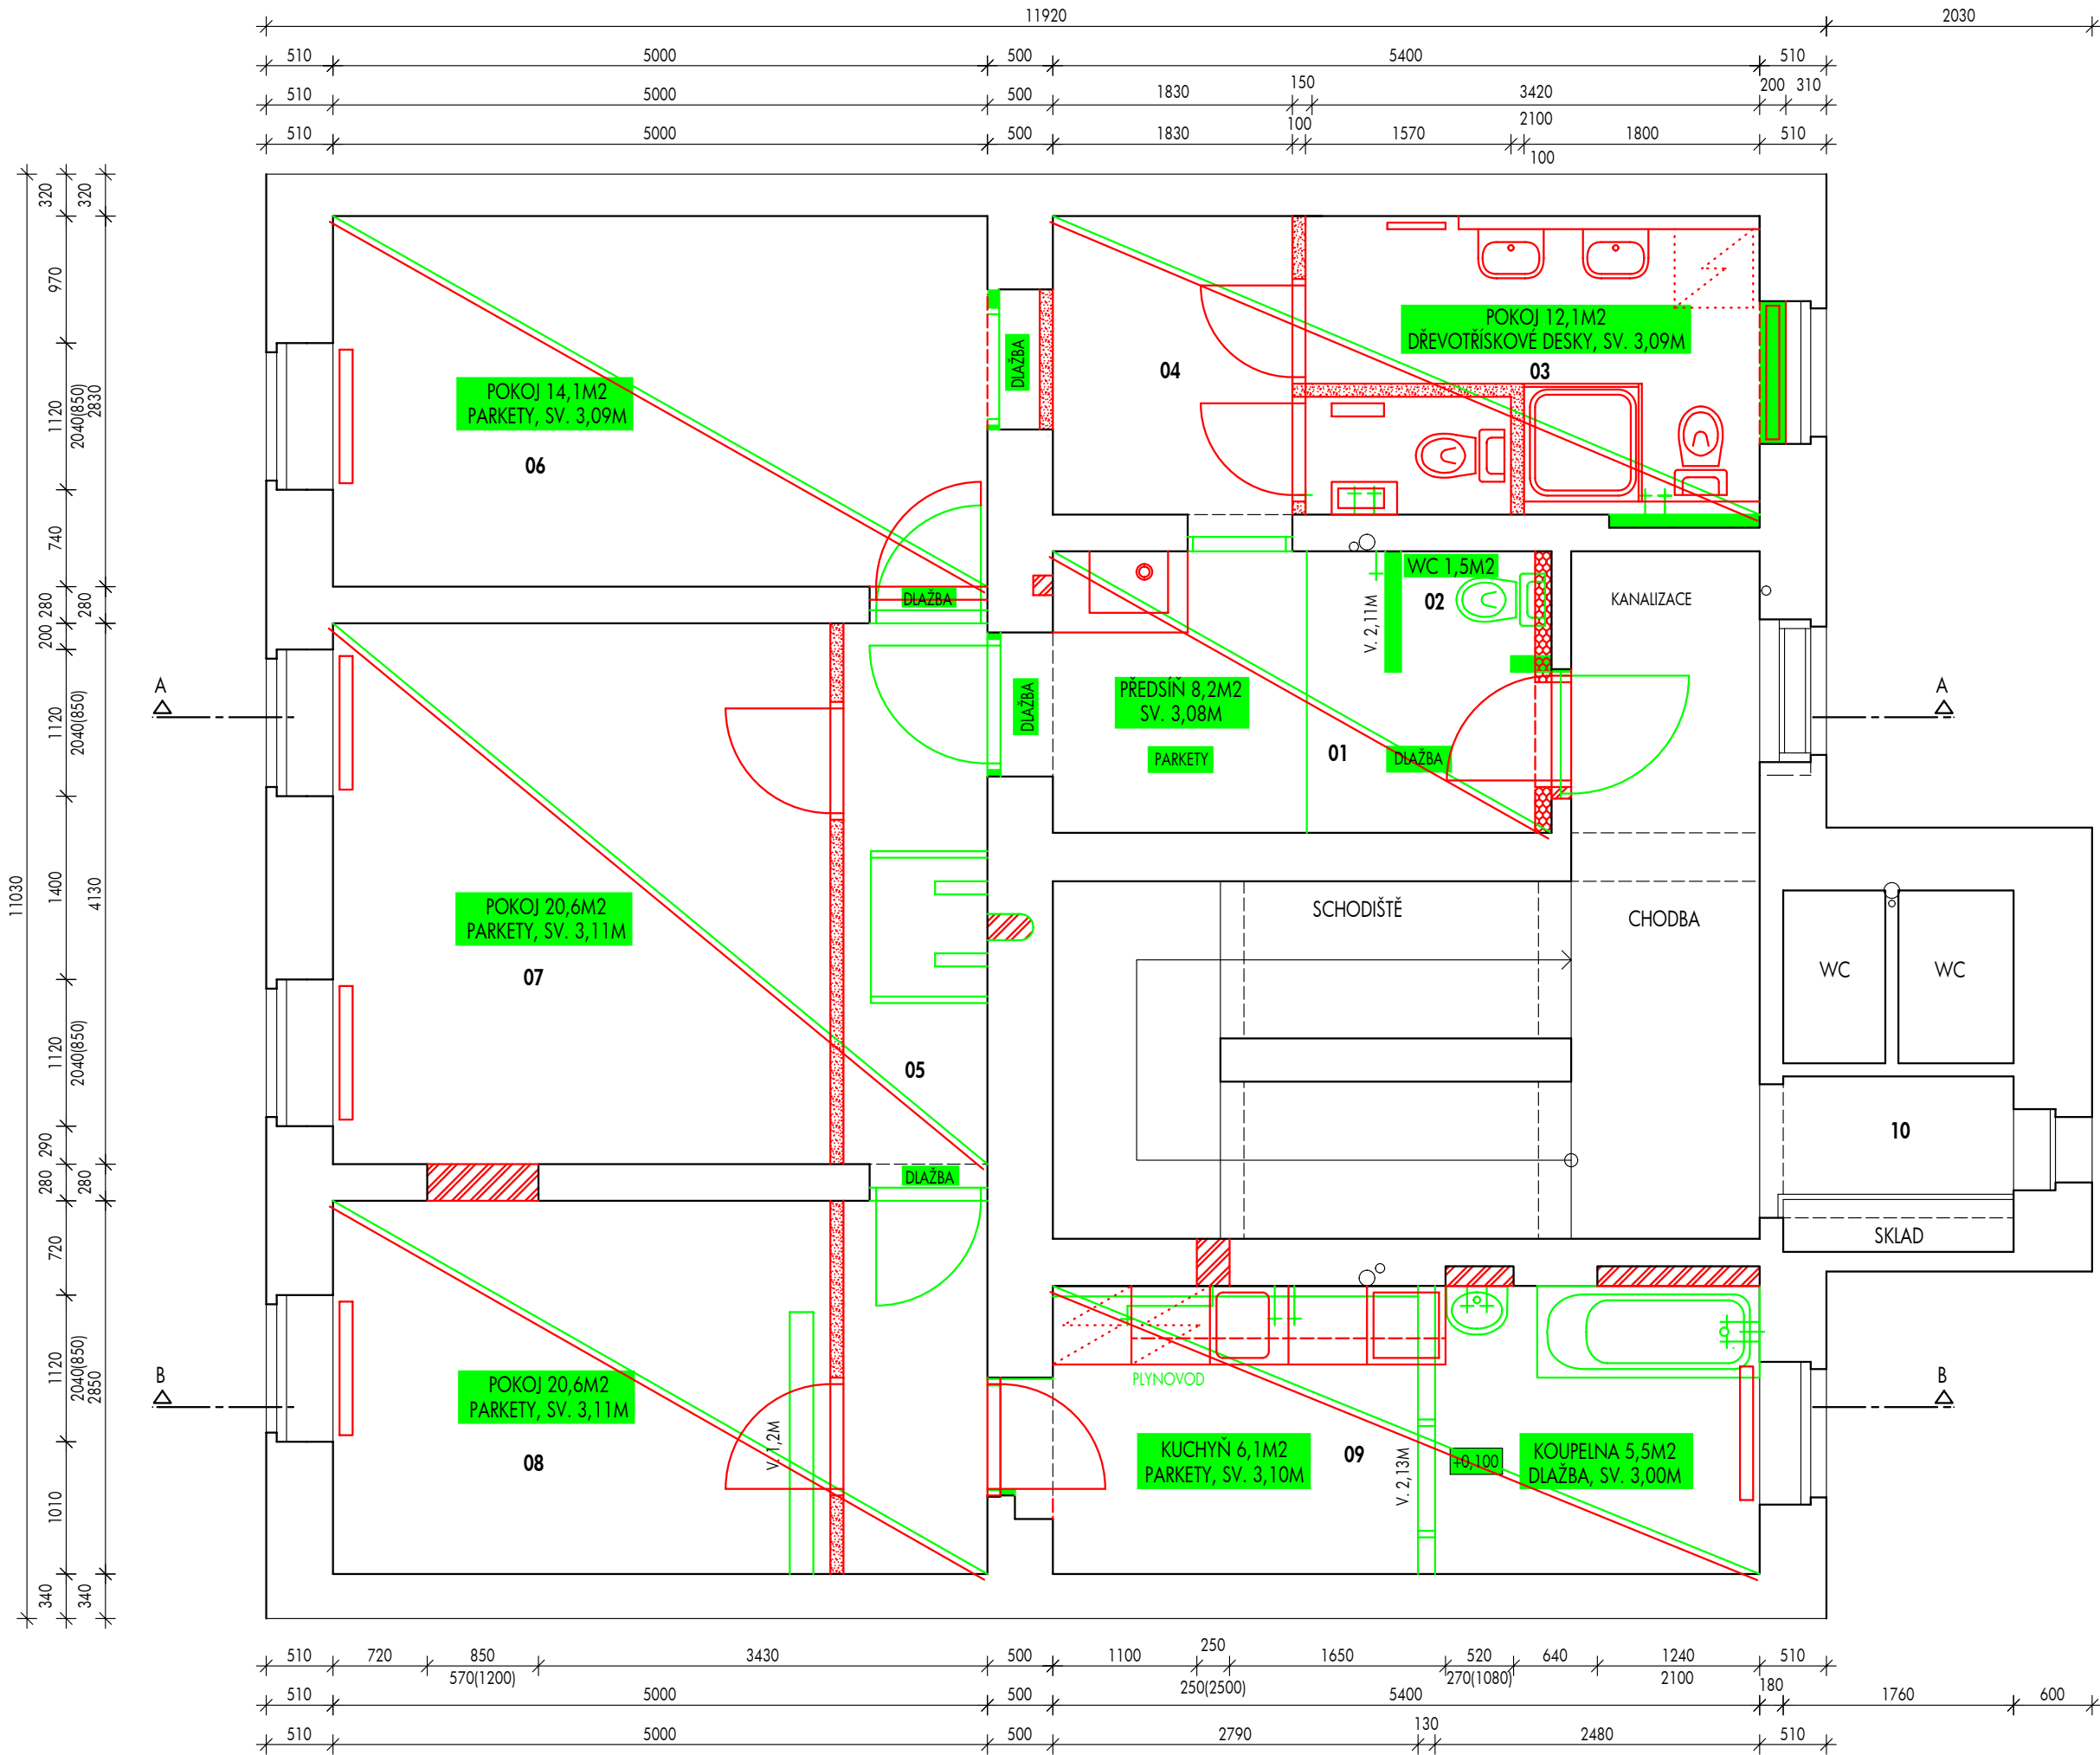 11920
2030
510
5000
500
5400
510
510
5000
500
1830
150
3420
200
310
510
5000
500
1830
100
1570
2100
100
1800
510
320
320
970
1120
2040(850)
2830
740
280
280
200
1120
2040(850)
11030
1400
4130
1120
2040(850)
290
280
280
720
1120
2040(850)
2850
1010
340
340
POKOJ 14,1M2
PARKETY, SV. 3,09M
06
DLAŽBA
04
POKOJ 12,1M2
DŘEVOTŘÍSKOVÉ DESKY, SV. 3,09M
03
DLAŽBA
WC 1,5M2
02
V. 2,11M
KANALIZACE
A
A
DLAŽBA
PŘEDSÍŇ 8,2M2
SV. 3,08M
PARKETY
01
DLAŽBA
POKOJ 20,6M2
PARKETY, SV. 3,11M
07
05
SCHODIŠTĚ
CHODBA
WC
WC
10
DLAŽBA
SKLAD
B
B
POKOJ 20,6M2
PARKETY, SV. 3,11M
08
V. 1,2M
PLYNOVOD
KUCHYŇ 6,1M2
PARKETY, SV. 3,10M
09
V. 2,13M
+0,100
KOUPELNA 5,5M2
DLAŽBA, SV. 3,00M
510
720
850
570(1200)
3430
500
1100
250
250(2500)
1650
520
270(1080)
640
1240
2100
510
510
5000
500
5400
180
1760
600
510
5000
500
2790
130
2480
510